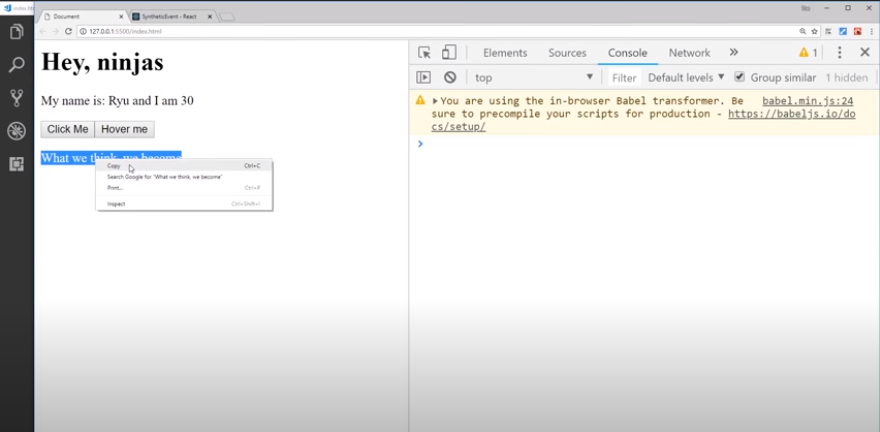 index.ht
Document
SyntheticEvent - React
127.0.0.1:5500/index.html
Hey, ninjas
My name is: Ryu and I am 30
Click Me
Hover me
What we think, we become
Copy Ctrl+C
Search Google for "What we think, we become"
Print... Ctrl+P
Inspect Ctrl+Shift+I
Elements Sources Console Network » 1
top Filter Default levels Group similar 1 hidden
You are using the in-browser Babel transformer. Be babel.min.js:24
sure to precompile your scripts for production - https://babeljs.io/do
cs/setup/